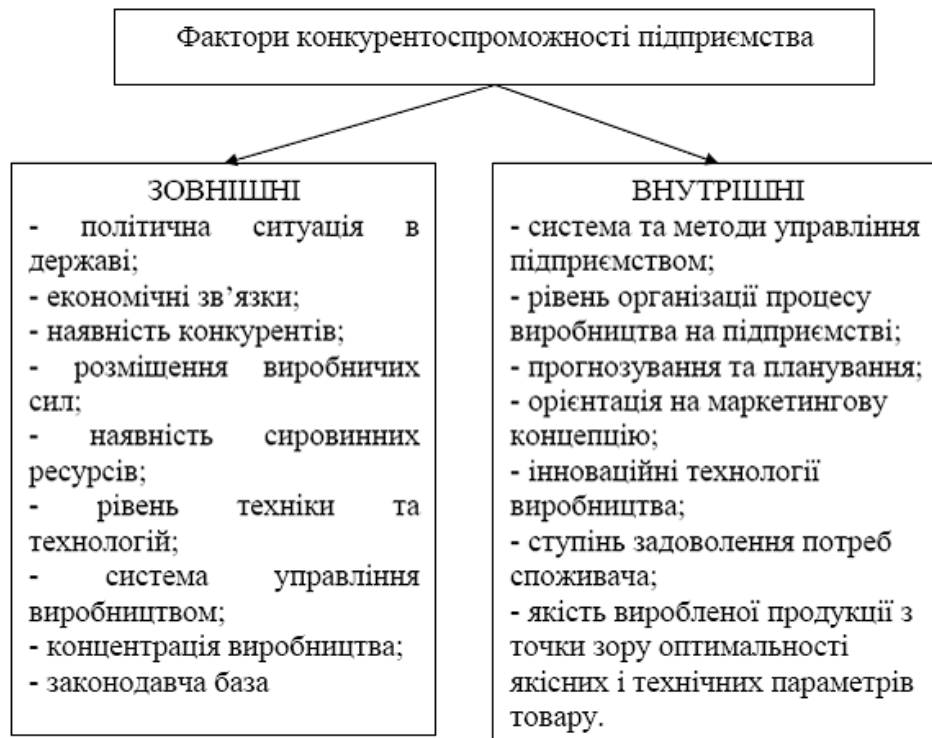 Фактори конкурентоспроможності підприємства
ЗОВНІШНІ
- політична ситуація в
державі;
- економічні зв’язки;
- наявність конкурентів;
- розміщення виробничих
сил;
- наявність сировинних
ресурсів;
- рівень техніки та
технологій;
- система управління
виробництвом;
- концентрація виробництва;
- законодавча база
ВНУТРІШНІ
- система та методи управління
підприємством;
- рівень організації процесу
виробництва на підприємстві;
- прогнозування та планування;
- орієнтація на маркетингову
концепцію;
- інноваційні технології
виробництва;
- ступінь задоволення потреб
споживача;
- якість виробленої продукції з
точки зору оптимальності
якісних і технічних параметрів
товару.